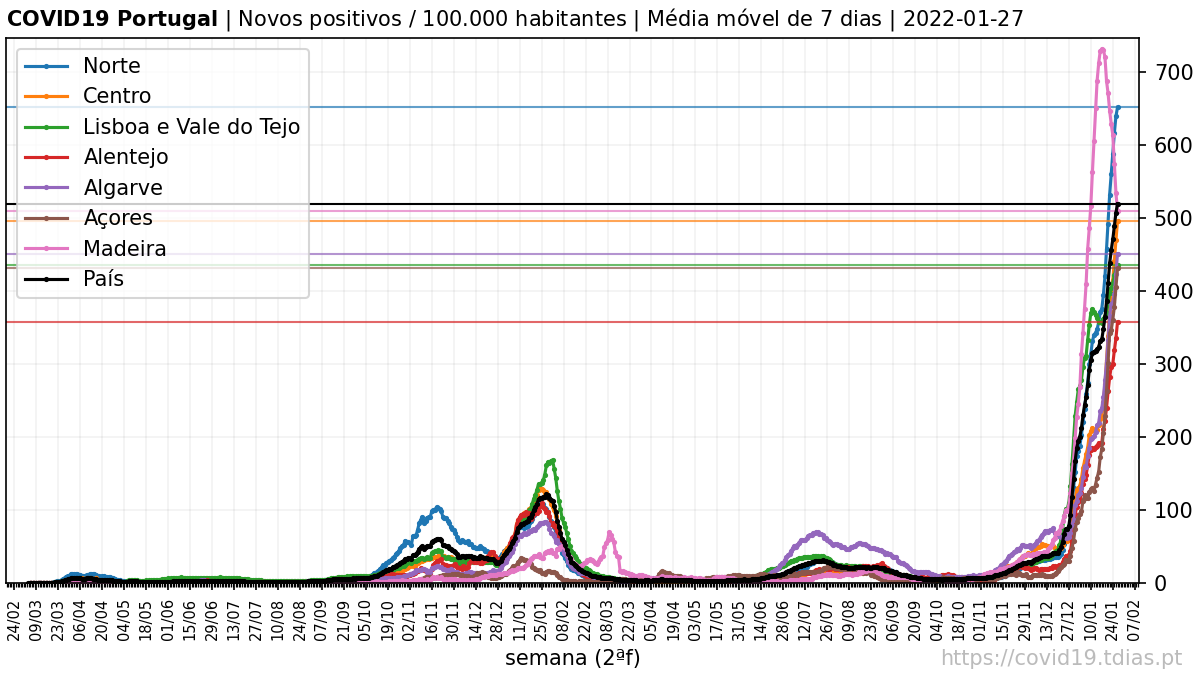 COVID19 Portugal | Novos positivos / 100.000 habitantes | Média móvel de 7 dias | 2022-01-27
Norte
Centro
Lisboa e Vale do Tejo
Alentejo
Algarve
Açores
Madeira
País
700
600
500
400
300
200
100
0
24/02 09/03 23/03 06/04 20/04 04/05 18/05 01/06 15/06 29/06 13/07 27/07 10/08 24/08 07/09 21/09 05/10 19/10 02/11 16/11 30/11 14/12 28/12 11/01 25/01 08/02 22/02 08/03 22/03 05/04 19/04 03/05 17/05 31/05 14/06 28/06 12/07 26/07 09/08 23/08 06/09 20/09 04/10 18/10 01/11 15/11 29/11 13/12 27/12 10/01 24/01 07/02
semana (2ªf)
https://covid19.tdias.pt